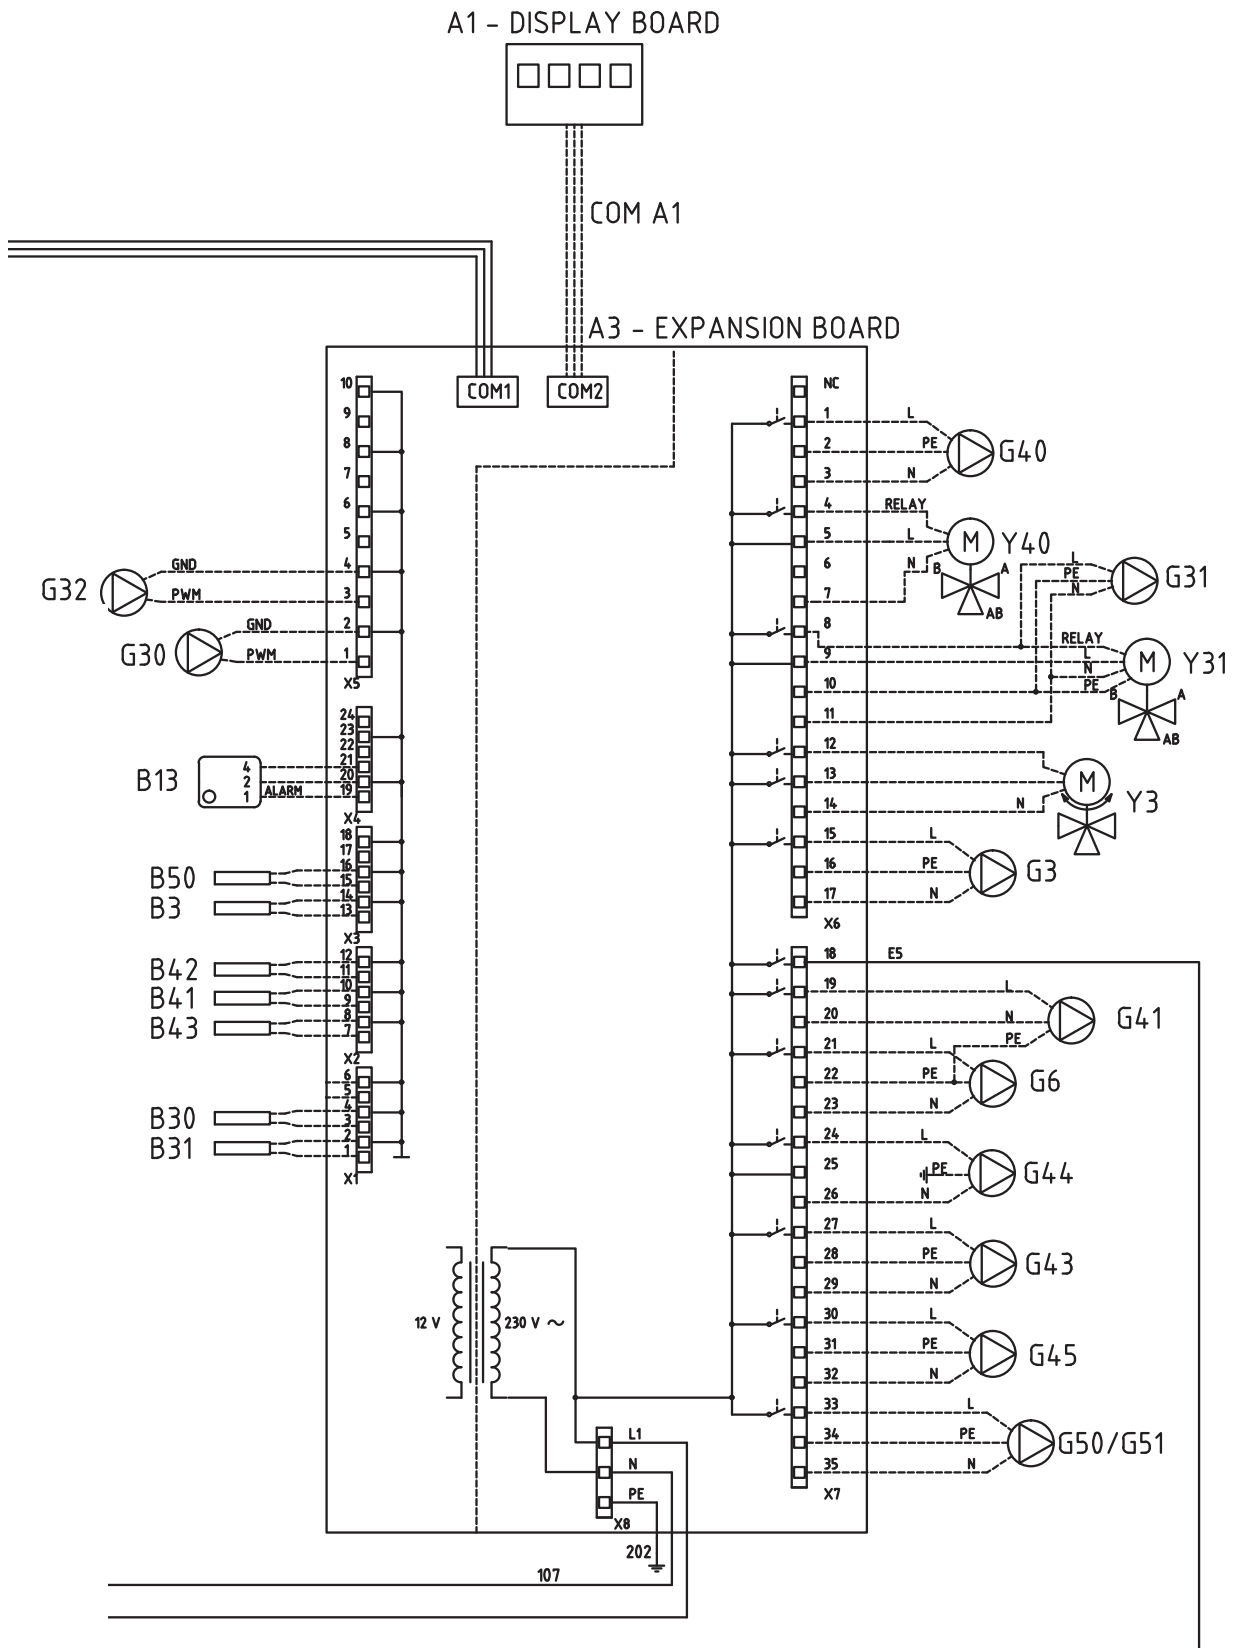 A1 - DISPLAY BOARD
COM A1
A3 - EXPANSION BOARD
COM1
COM2
10
9
8
7
6
5
4
3
2
1
X5
G32
GND
PWM
G30
GND
PWM
24
23
22
21
20
19
X4
B13
4
2
1
ALARM
18
17
16
15
14
13
X3
B50
B3
12
11
10
9
8
7
X2
B42
B41
B43
6
5
4
3
2
1
X1
B30
B31
12 V
230 V ~
L1
N
PE
X8
202
107
NC
1
2
3
4
5
6
7
8
9
10
11
12
13
14
15
16
17
X6
L
PE
N
G40
RELAY
L
N
M
Y40
B
A
AB
L
PE
N
G31
RELAY
L
N
PE
M
Y31
B
A
AB
N
M
Y3
L
PE
N
G3
18
19
20
21
22
23
24
25
26
27
28
29
30
31
32
33
34
35
X7
E5
L
N
PE
G41
L
PE
N
G6
L
PE
N
G44
L
PE
N
G43
L
PE
N
G45
L
PE
N
G50/G51